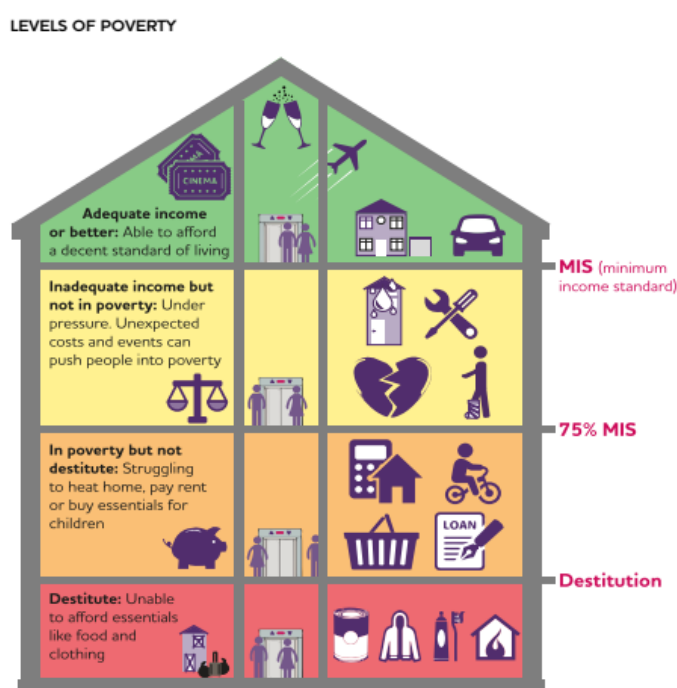 LEVELS OF POVERTY
CINEMA
Adequate income
or better: Able to afford
a decent standard of living
MIS (minimum
income standard)
Inadequate income but
not in poverty: Under
pressure. Unexpected
costs and events can
push people into poverty
75% MIS
In poverty but not
destitute: Struggling
to heat home, pay rent
or buy essentials for
children
LOAN
Destitution
Destitute: Unable
to afford essentials
like food and
clothing